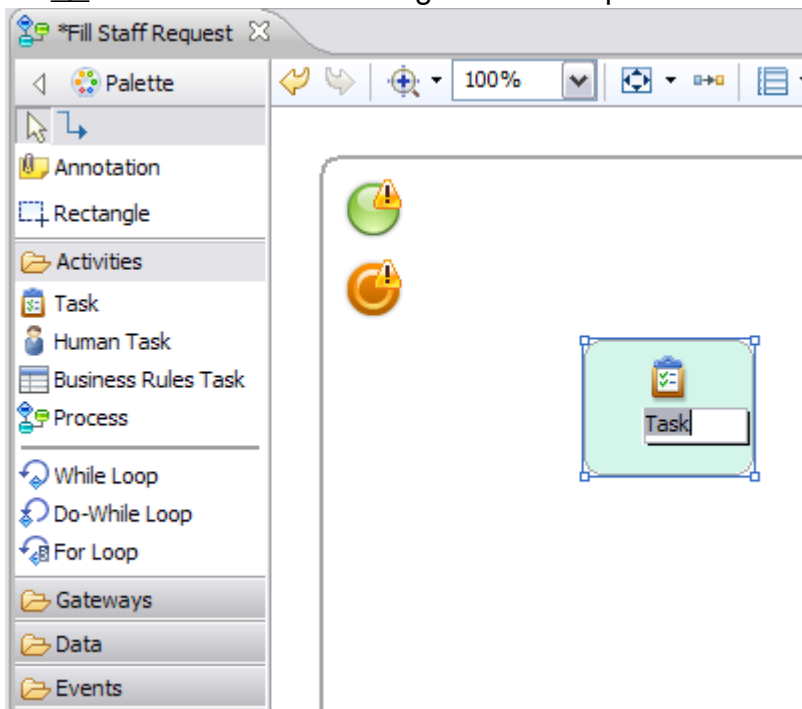 *Fill Staff Request
Palette
100%
Annotation
Rectangle
Activities
Task
Human Task
Business Rules Task
Process
While Loop
Do-While Loop
For Loop
Gateways
Data
Events
Task